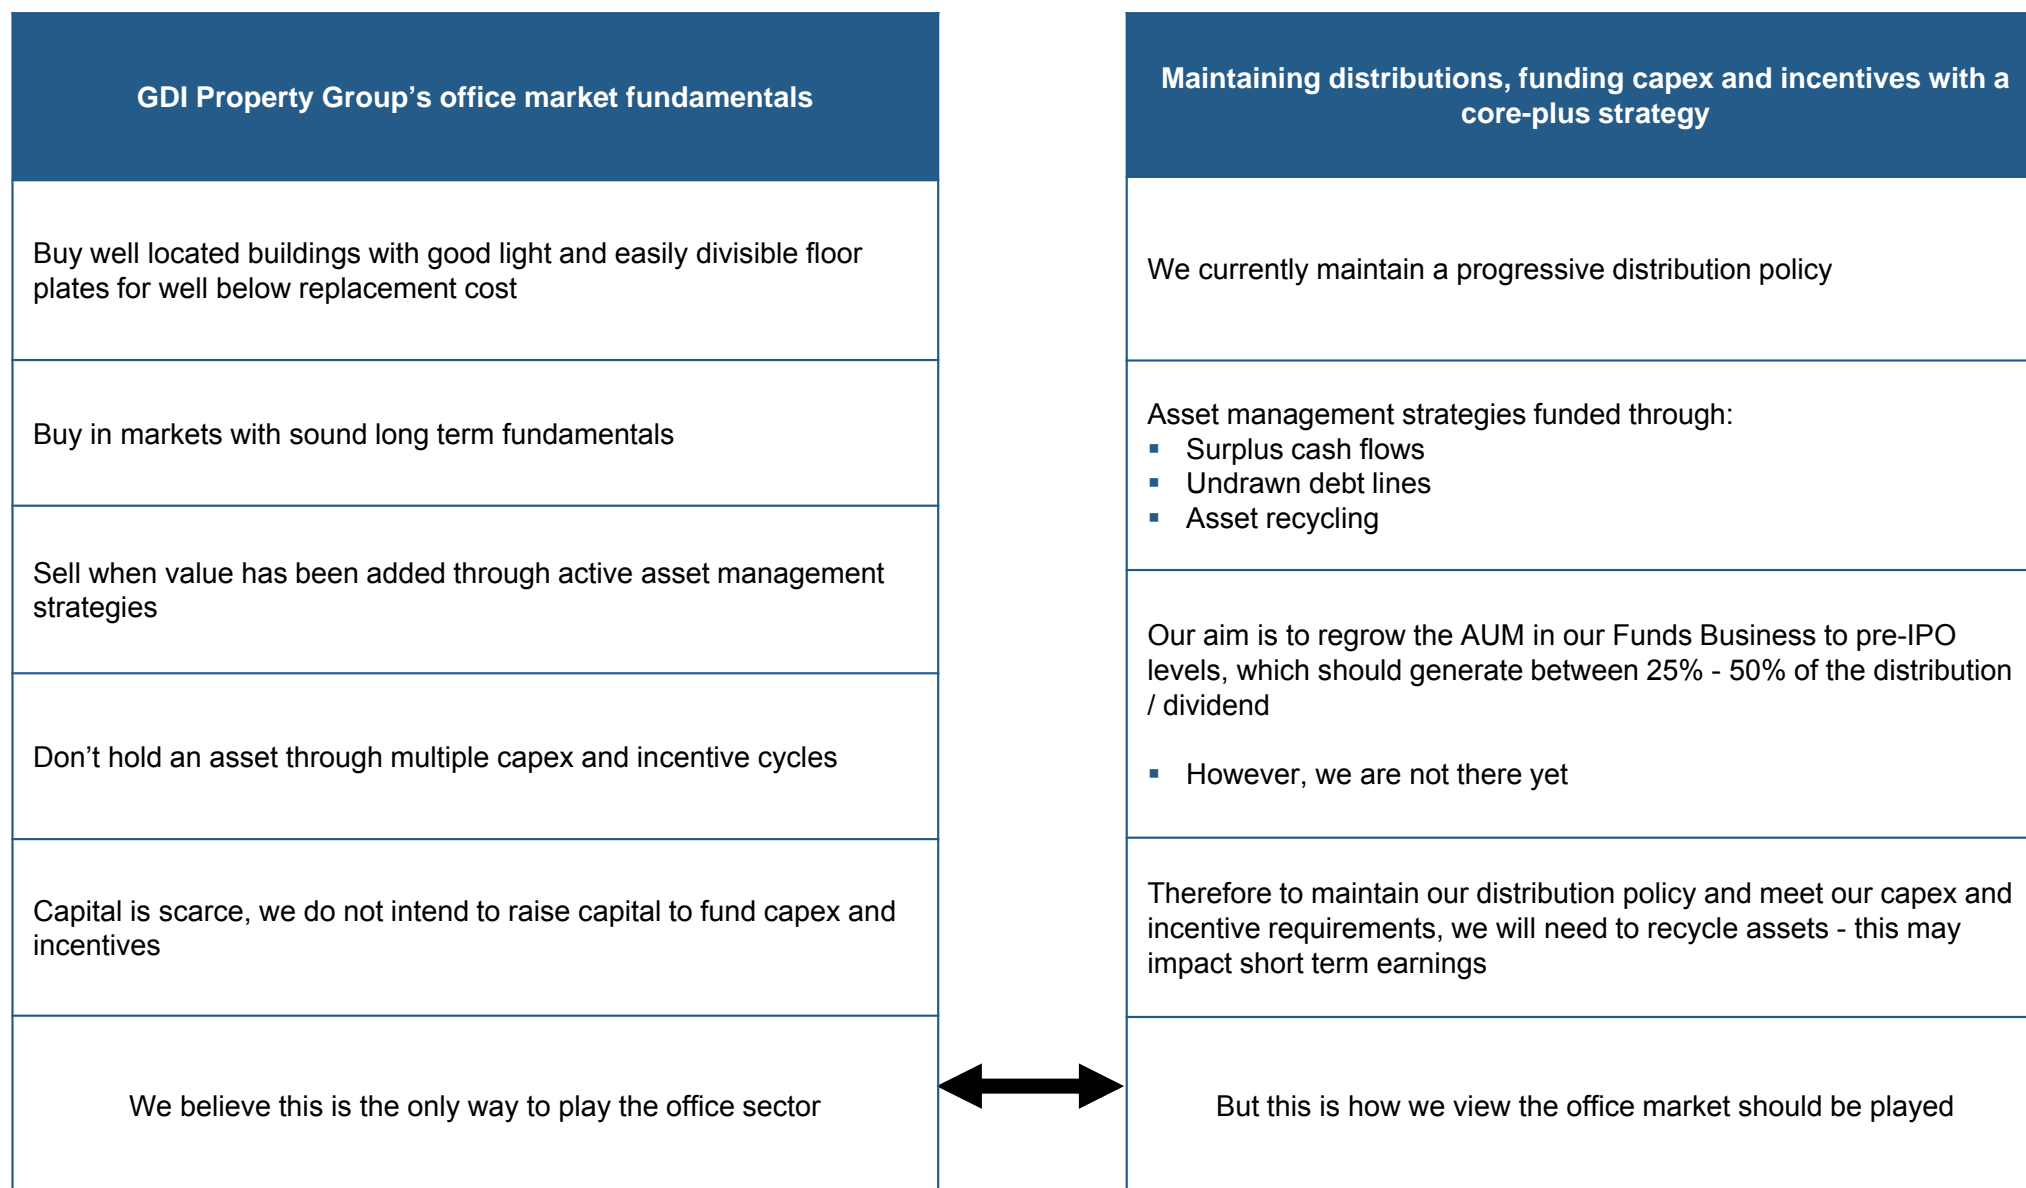 GDI Property Group’s office market fundamentals
Buy well located buildings with good light and easily divisible floor
plates for well below replacement cost
Buy in markets with sound long term fundamentals
Sell when value has been added through active asset management
strategies
Don’t hold an asset through multiple capex and incentive cycles
Capital is scarce, we do not intend to raise capital to fund capex and
incentives
We believe this is the only way to play the office sector
Maintaining distributions, funding capex and incentives with a
core-plus strategy
We currently maintain a progressive distribution policy
Asset management strategies funded through:
▪ Surplus cash flows
▪ Undrawn debt lines
▪ Asset recycling
Our aim is to regrow the AUM in our Funds Business to pre-IPO
levels, which should generate between 25% - 50% of the distribution
/ dividend
▪ However, we are not there yet
Therefore to maintain our distribution policy and meet our capex and
incentive requirements, we will need to recycle assets - this may
impact short term earnings
But this is how we view the office market should be played